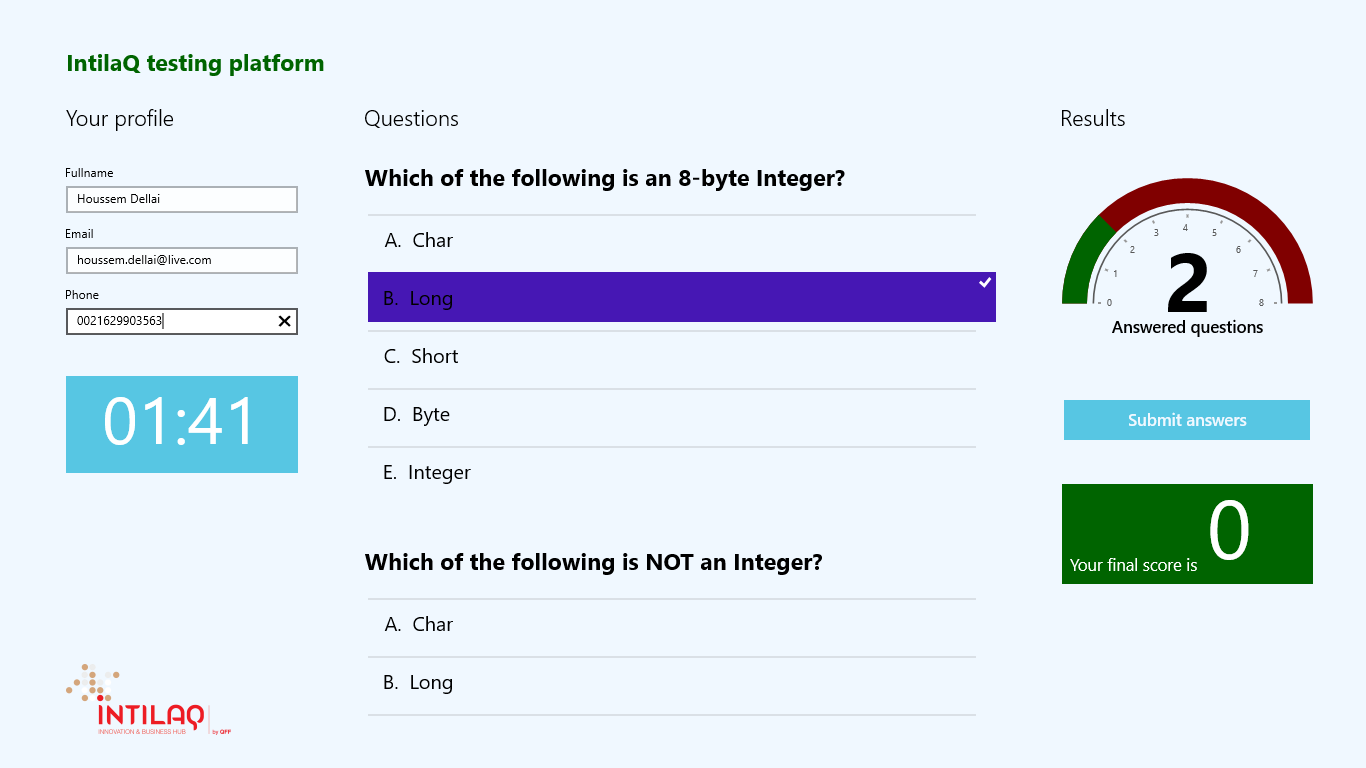 IntilaQ testing platform
Your profile
Fullname
Houssem Dellai
Email
houssem.dellai@live.com
Phone
0021629903563
01:41
INTILAQ
INNOVATION & BUSINESS HUB
by QFF
Questions
Which of the following is an 8-byte Integer?
A. Char
B. Long
C. Short
D. Byte
E. Integer
Which of the following is NOT an Integer?
A. Char
B. Long
Results
0 1 2 3 4 5 6 7 8
2
Answered questions
Submit answers
0
Your final score is